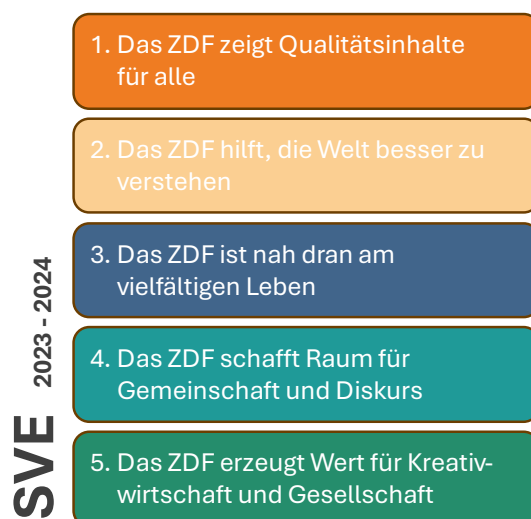 1. Das ZDF zeigt Qualitätsinhalte
für alle
2. Das ZDF hilft, die Welt besser zu
verstehen
3. Das ZDF ist nah dran am
vielfältigen Leben
4. Das ZDF schafft Raum für
Gemeinschaft und Diskurs
5. Das ZDF erzeugt Wert für Kreativ-
wirtschaft und Gesellschaft
SVE 2023 - 2024